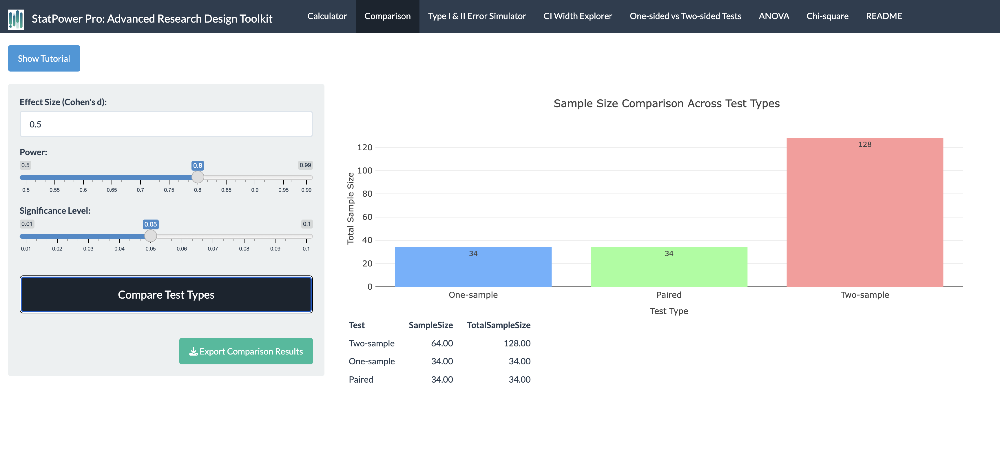 StatPower Pro: Advanced Research Design Toolkit
Calculator
Comparison
Type I & II Error Simulator
CI Width Explorer
One-sided vs Two-sided Tests
ANOVA
Chi-square
README
Show Tutorial
Effect Size (Cohen's d):
0.5
Power:
0.5 0.8 0.99
0.5 0.55 0.6 0.65 0.7 0.75 0.8 0.85 0.9 0.95 0.99
Significance Level:
0.01 0.05 0.1
0.01 0.02 0.03 0.04 0.05 0.06 0.07 0.08 0.09 0.1
Compare Test Types
Export Comparison Results
Sample Size Comparison Across Test Types
Total Sample Size
120
100
80
60
40
20
0
34
34
128
One-sample Paired Two-sample
Test Type
Test SampleSize TotalSampleSize
Two-sample 64.00 128.00
One-sample 34.00 34.00
Paired 34.00 34.00